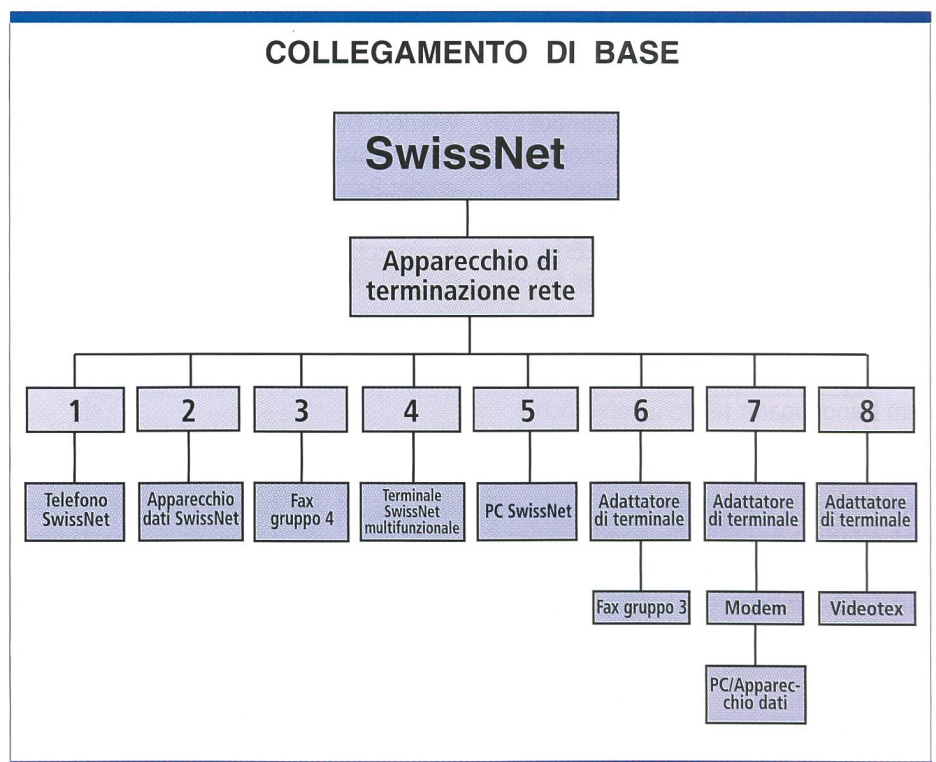 COLLEGAMENTO DI BASE
SwissNet
Apparecchio di
terminazione rete
1
2
3
4
5
6
7
8
Telefono
SwissNet
Apparecchio
dati SwissNet
Fax
gruppo 4
Terminale
SwissNet
multifunzionale
PC SwissNet
Adattatore
di terminale
Adattatore
di terminale
Adattatore
di terminale
Fax gruppo 3
Modem
Videotex
PC/Apparec-
chio dati